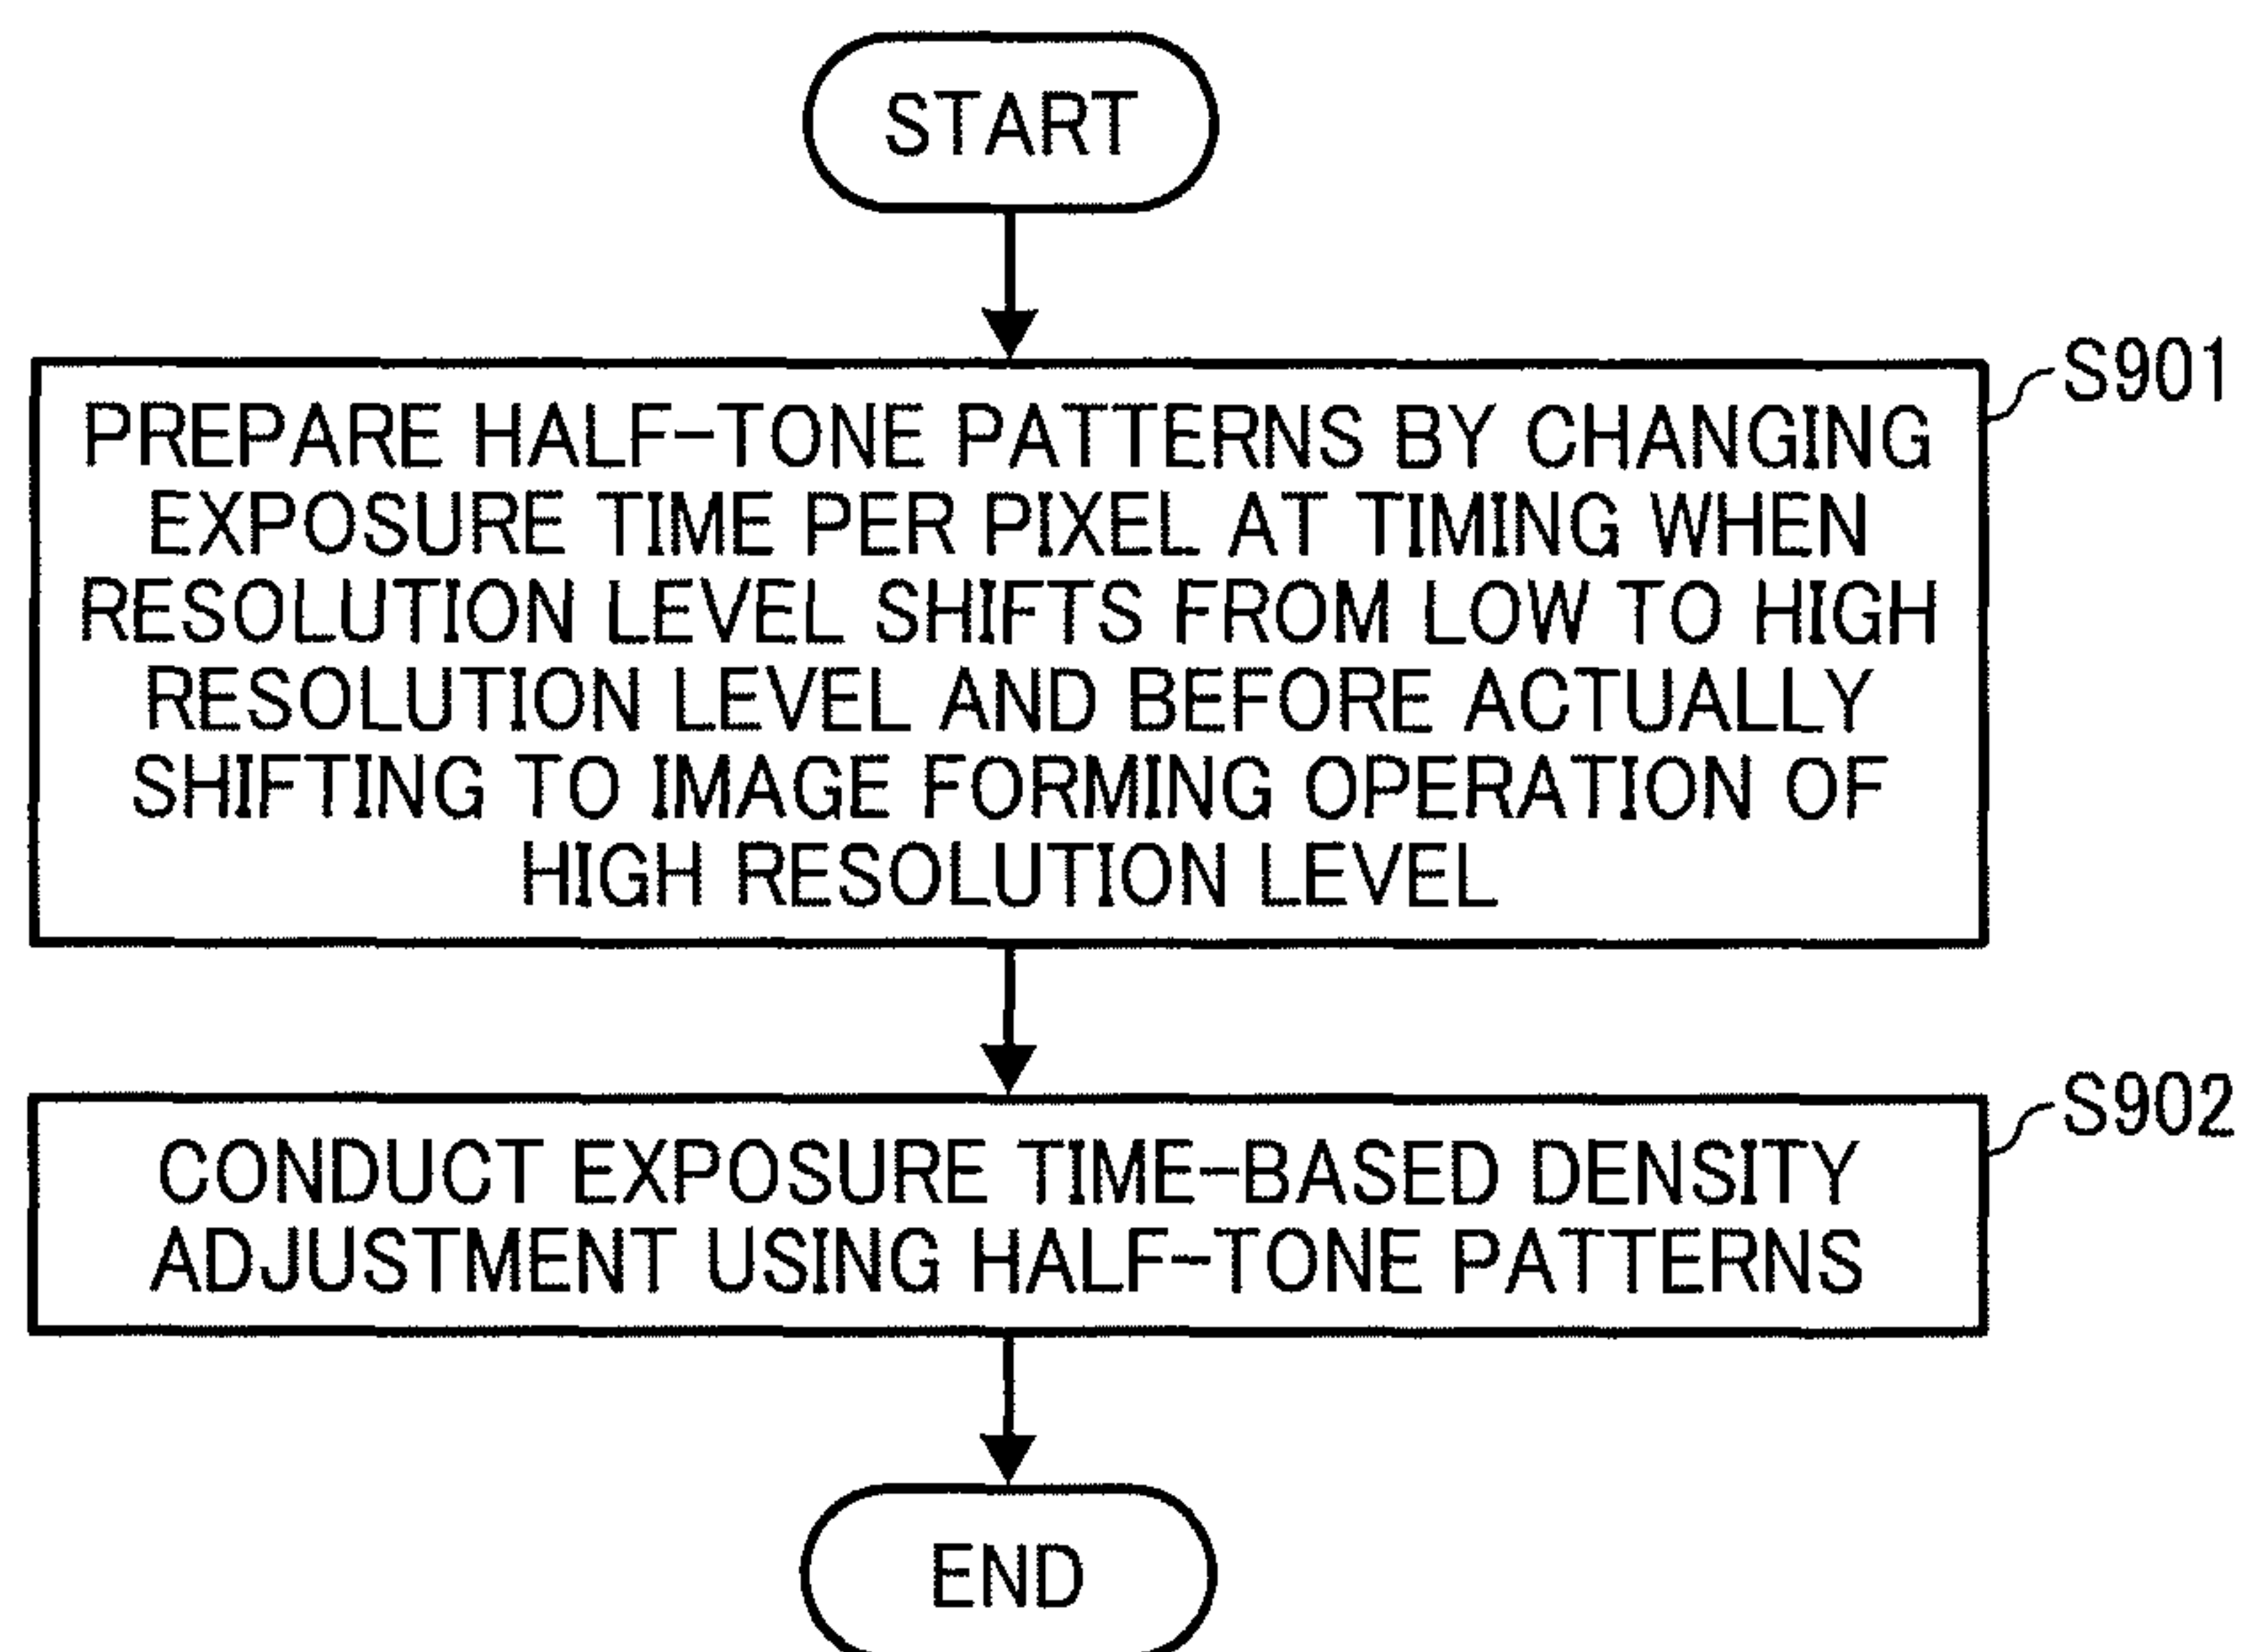 START
S901
PREPARE HALF-TONE PATTERNS BY CHANGING
EXPOSURE TIME PER PIXEL AT TIMING WHEN
RESOLUTION LEVEL SHIFTS FROM LOW TO HIGH
RESOLUTION LEVEL AND BEFORE ACTUALLY
SHIFTING TO IMAGE FORMING OPERATION OF
HIGH RESOLUTION LEVEL
S902
CONDUCT EXPOSURE TIME-BASED DENSITY
ADJUSTMENT USING HALF-TONE PATTERNS
END